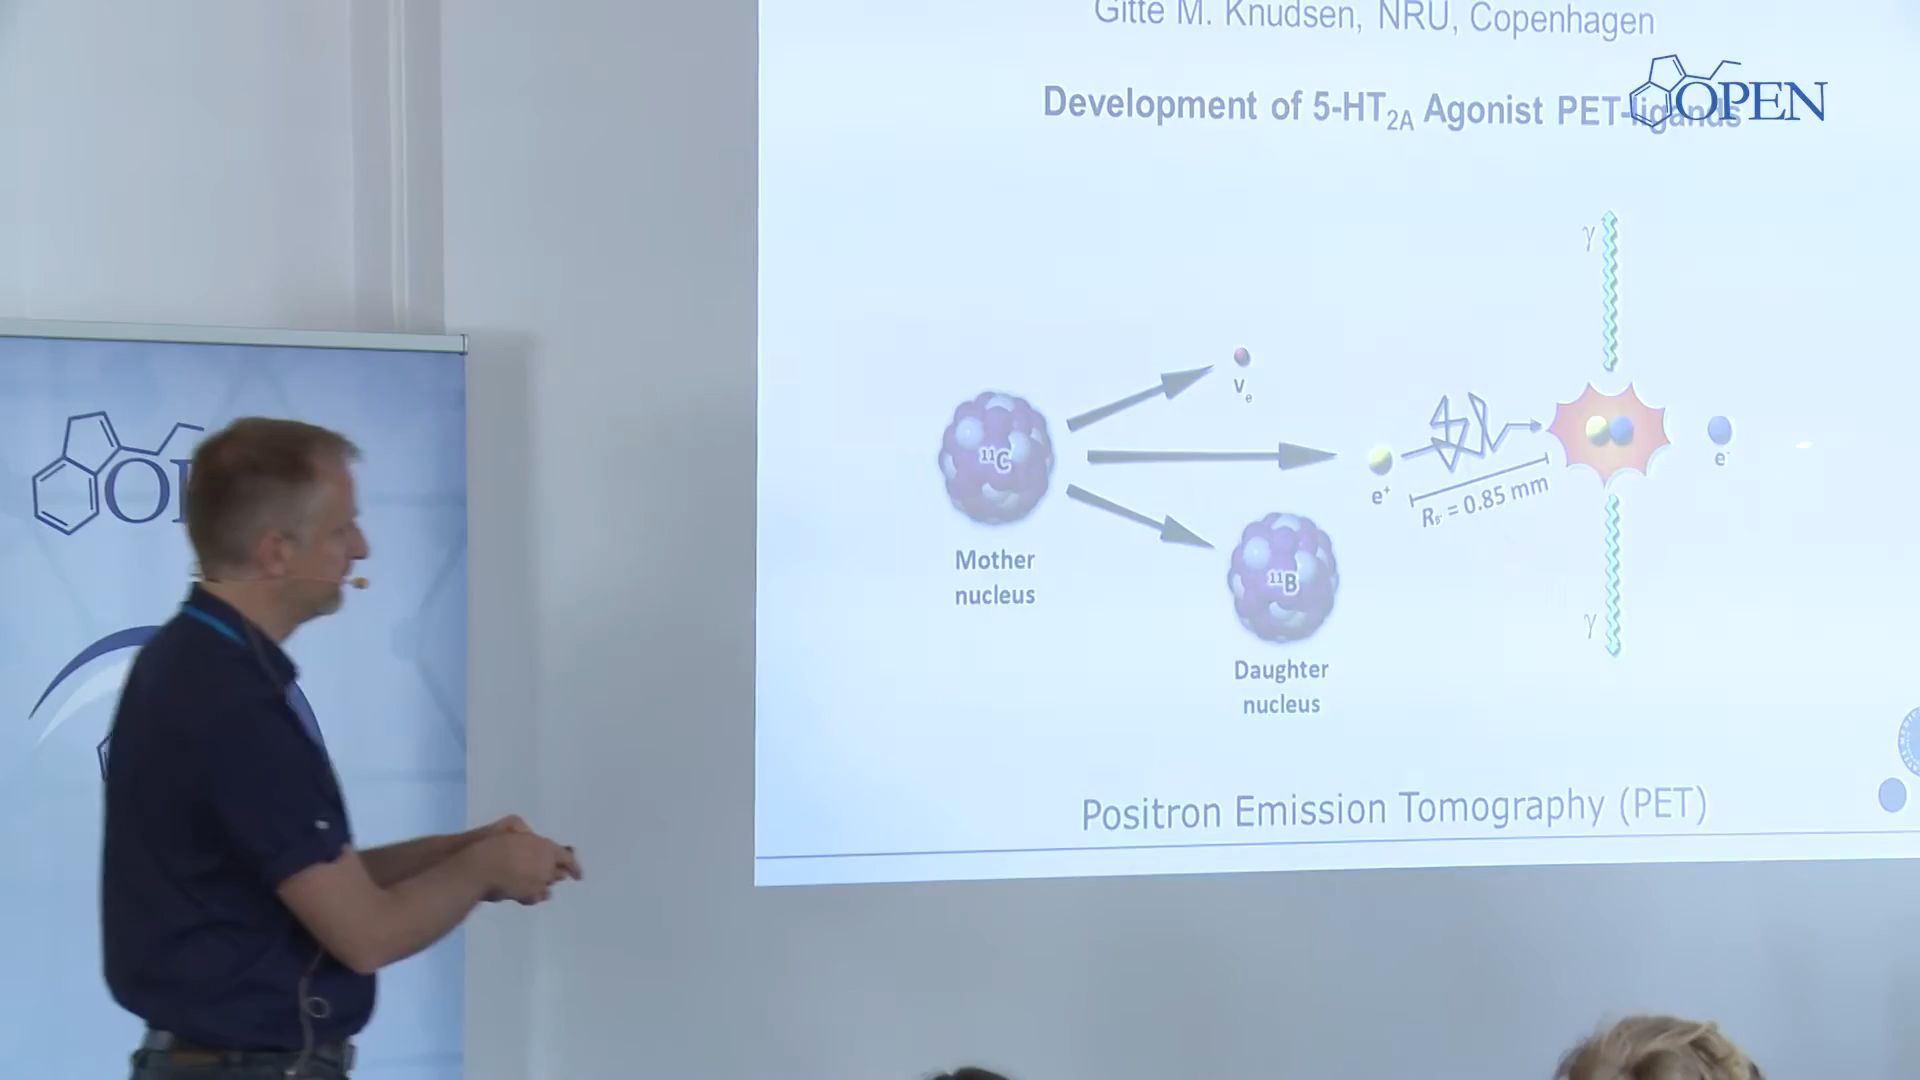 Gitte M. Knudsen, NRU, Copenhagen
Development of 5-HT2A Agonist PET-ligands
OPEN
γ
νe
11C
e+
e-
R = 0.85 mm
Mother
nucleus
11B
γ
Daughter
nucleus
Positron Emission Tomography (PET)